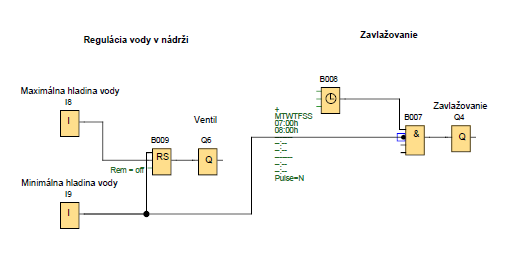 Regulácia vody v nádrži
Zavlažovanie
Maximálna hladina vody
I8
I
Minimálna hladina vody
I9
I
B009
RS
Rem = off
Ventil
Q6
Q
B008
+
MTWTFSS
07:00h
08:00h
--:--
--:--
--:--
--:--
Pulse=N
B007
&
Zavlažovanie
Q4
Q